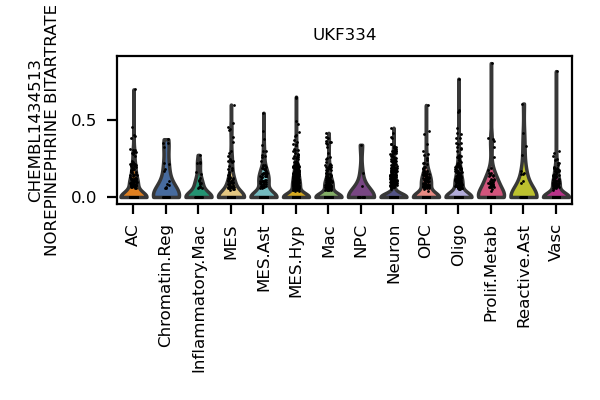 UKF334
CHEMBL1434513
NOREPINEPHRINE BITARTRATE
0.5
0.0
AC
Chromatin.Reg
Inflammatory.Mac
MES
MES.Ast
MES.Hyp
Mac
NPC
Neuron
OPC
Oligo
Prolif.Metab
Reactive.Ast
Vasc